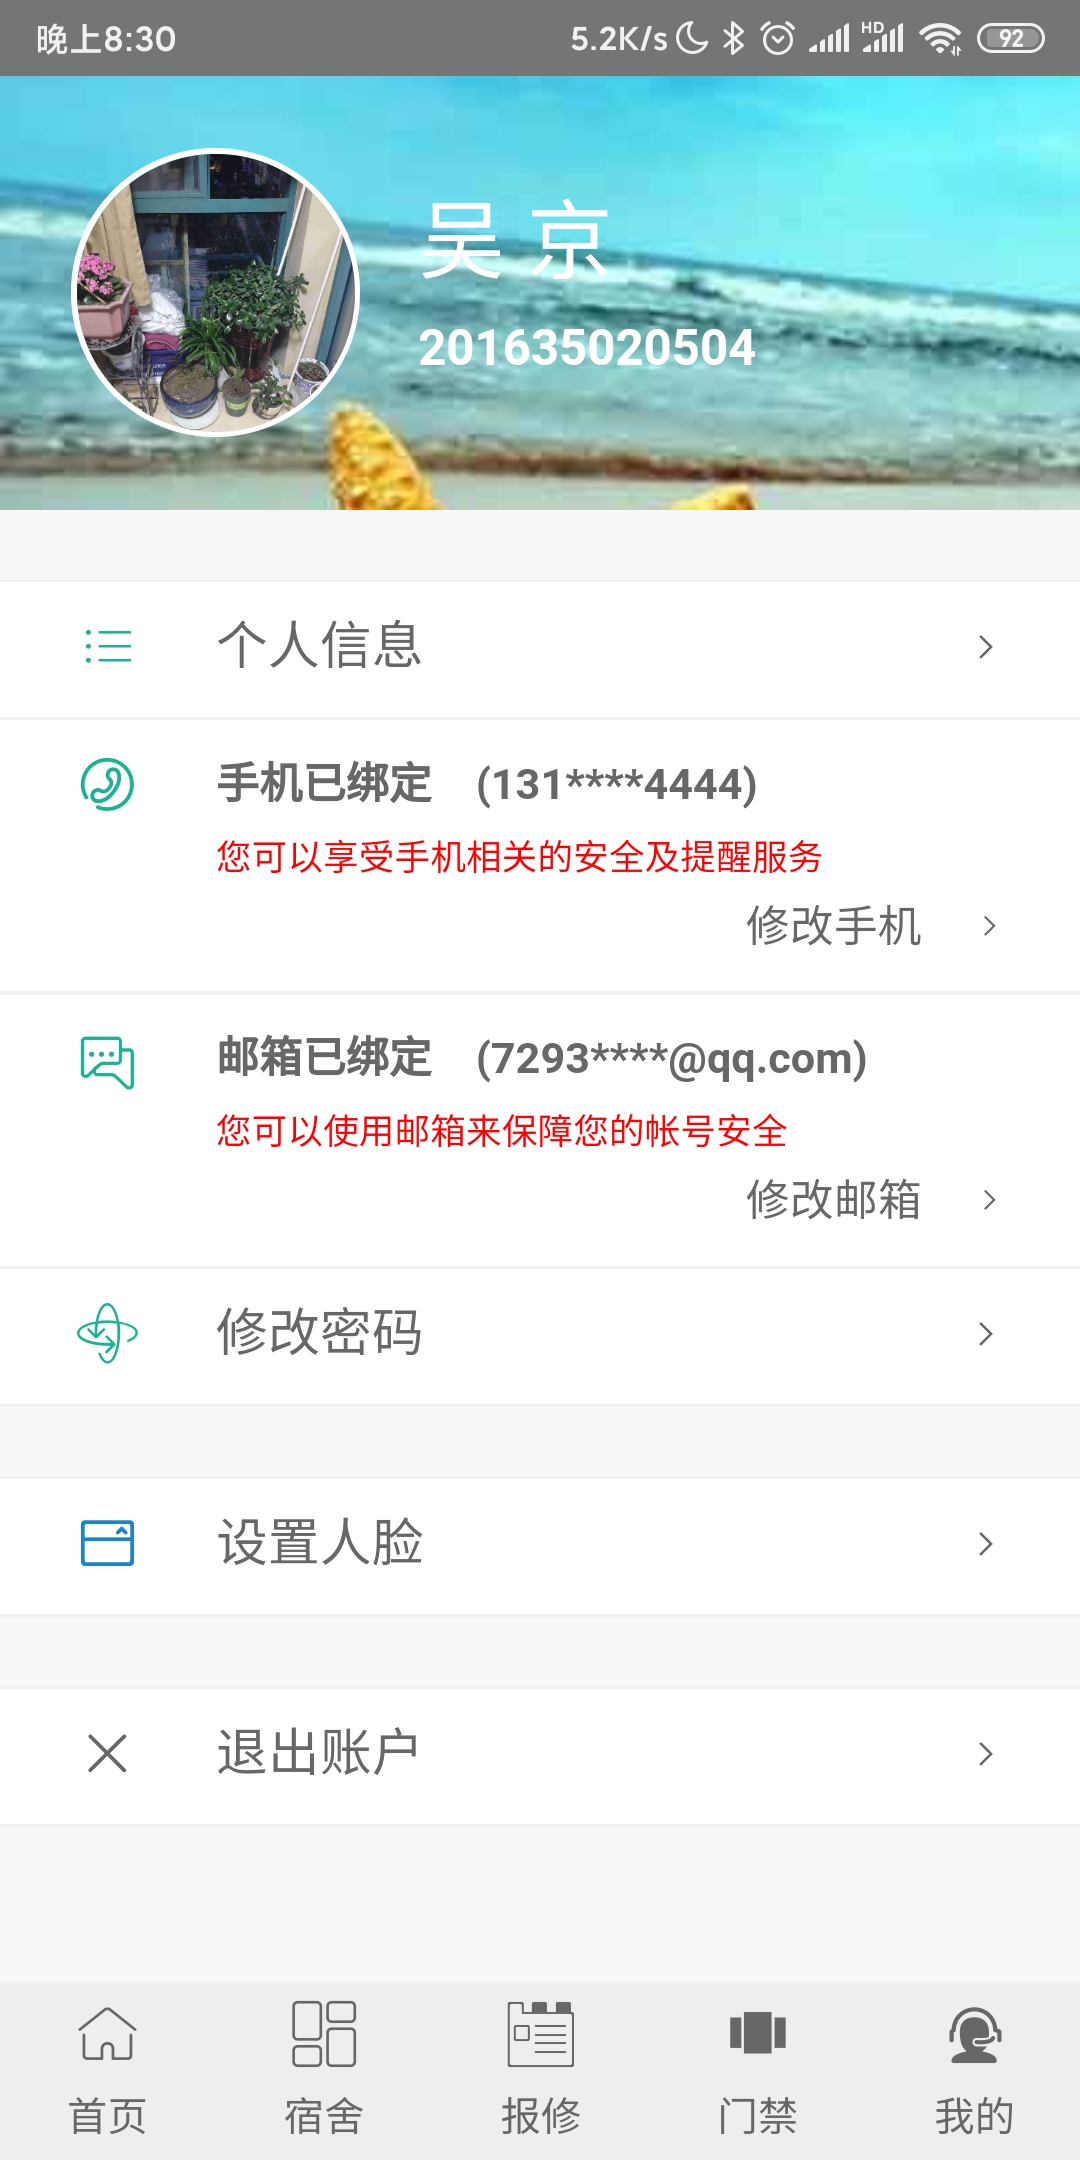 晚上8:30 5.2K/s HD 92
吴 京
201635020504
个人信息
手机已绑定 (131****4444)
您可以享受手机相关的安全及提醒服务
修改手机
邮箱已绑定 (7293****@qq.com)
您可以使用邮箱来保障您的帐号安全
修改邮箱
修改密码
设置人脸
退出账户
首页 宿舍 报修 门禁 我的